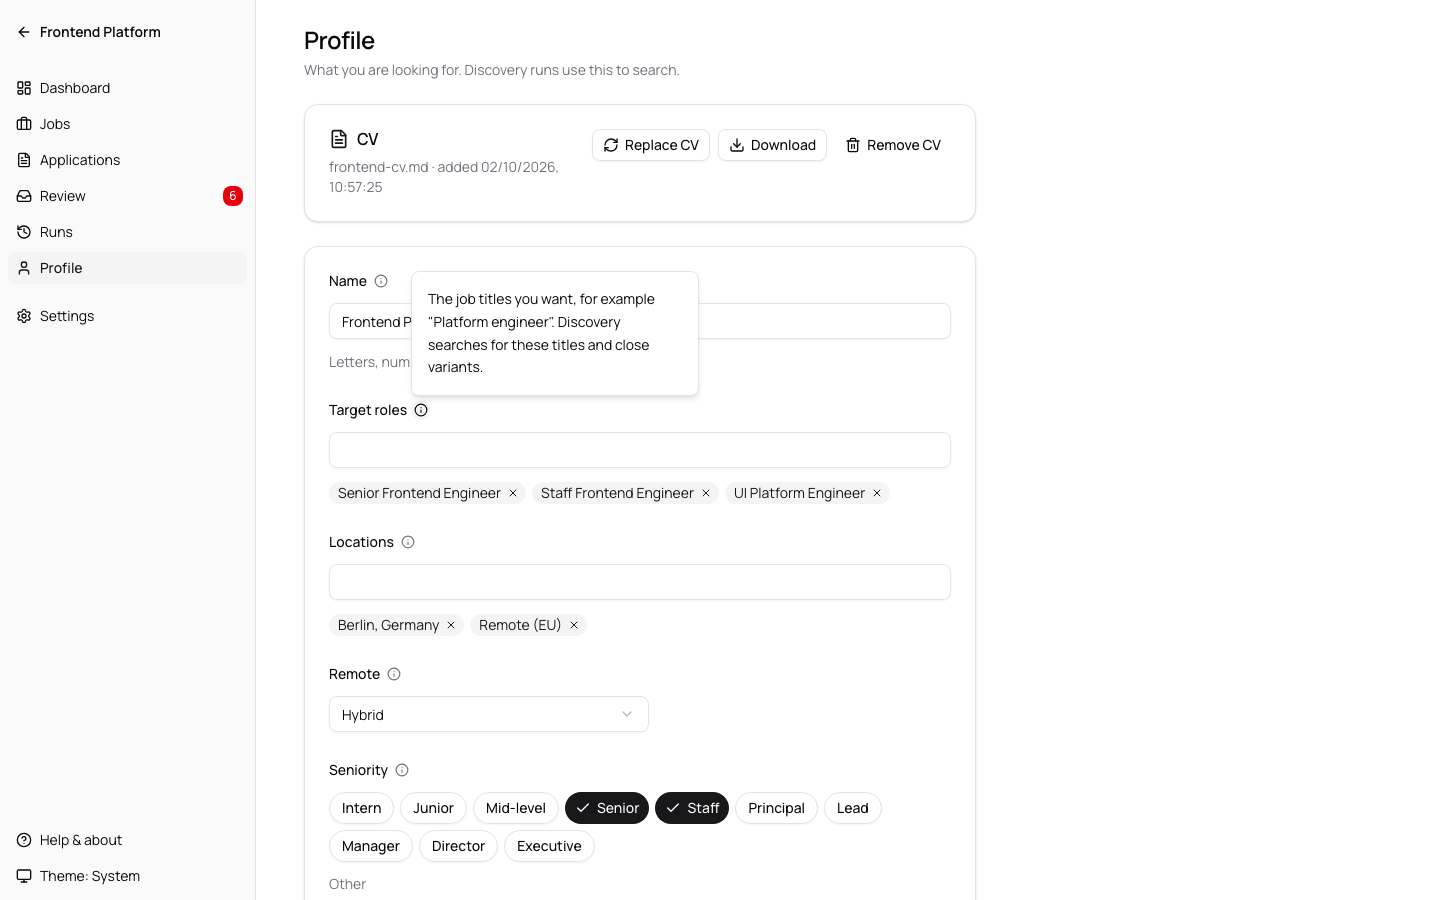 Frontend Platform
Dashboard
Jobs
Applications
Review
6
Runs
Profile
Settings
Help & about
Theme: System
Profile
What you are looking for. Discovery runs use this to search.
CV
frontend-cv.md · added 02/10/2026,
10:57:25
Replace CV
Download
Remove CV
Name
Frontend P
Letters, num
The job titles you want, for example
"Platform engineer". Discovery
searches for these titles and close
variants.
Target roles
Senior Frontend Engineer
Staff Frontend Engineer
UI Platform Engineer
Locations
Berlin, Germany
Remote (EU)
Remote
Hybrid
Seniority
Intern
Junior
Mid-level
Senior
Staff
Principal
Lead
Manager
Director
Executive
Other